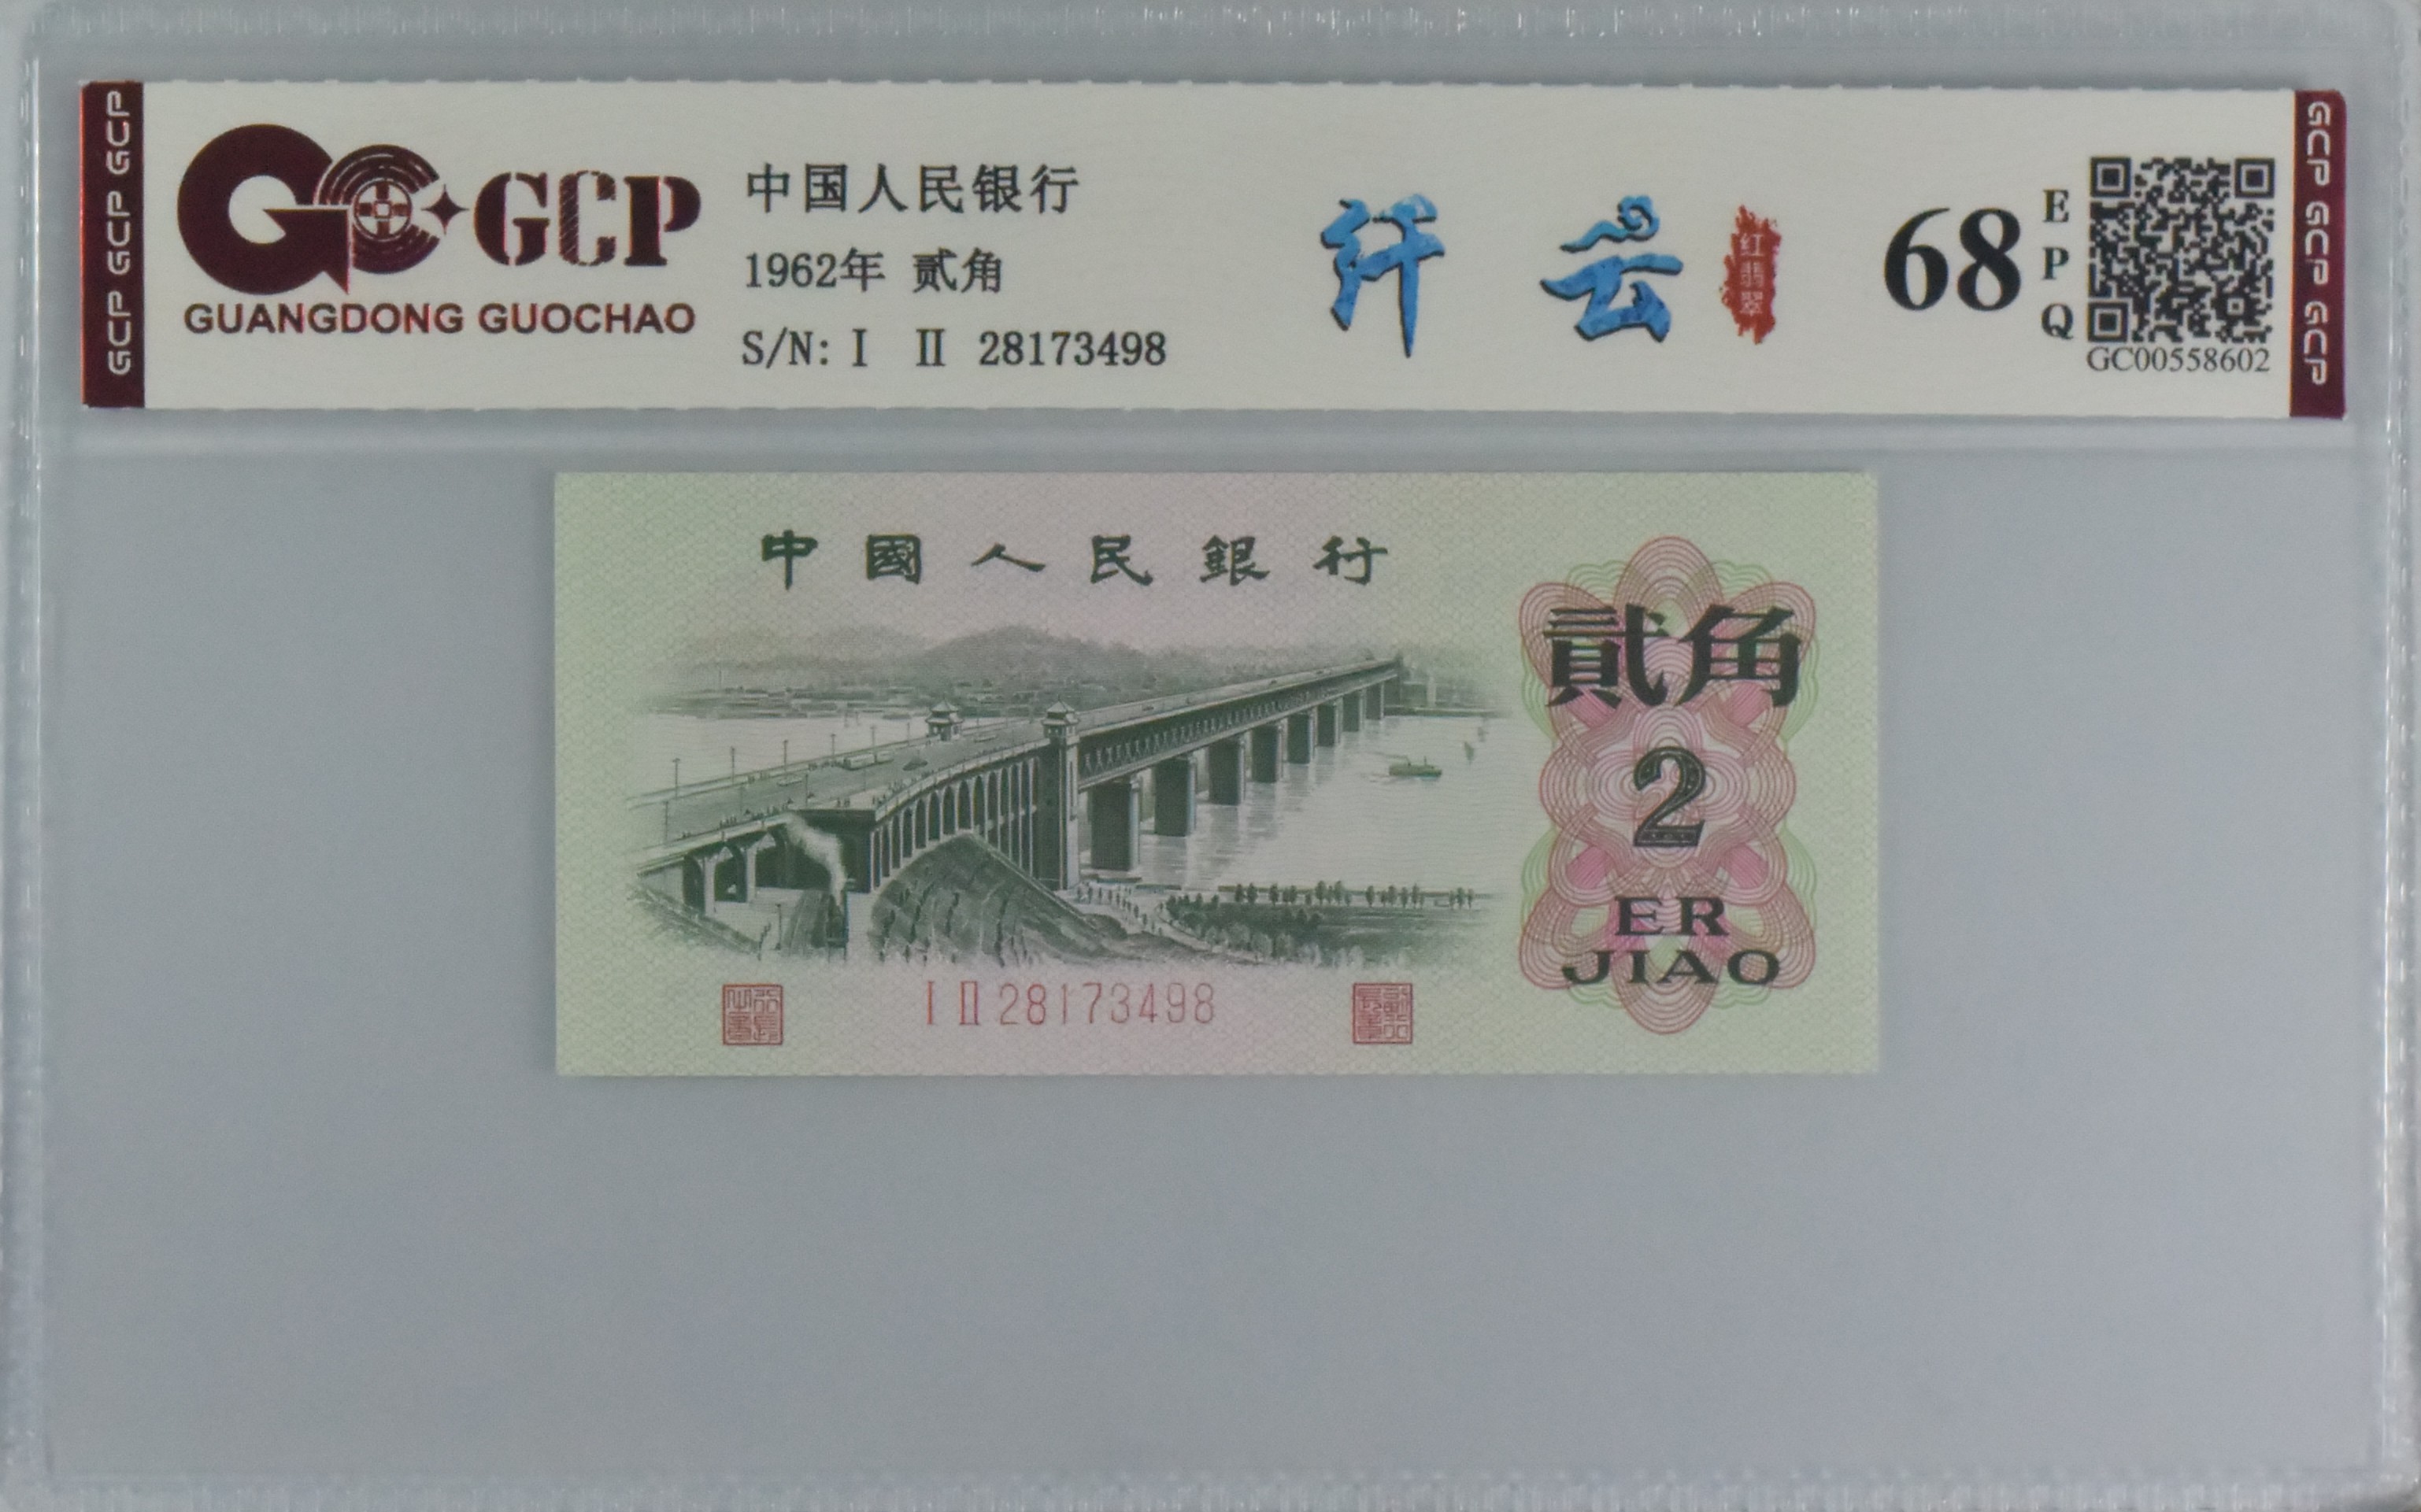 GCP GCP GCP
GCP
GUANGDONG GUOCHAO
中国人民银行
1962年 贰角
S/N: I II 28173498
纤云
红翡翠
68
EPQ
GC00558602
GCP GCP GCP
中國人民銀行
貳角
2
ER
JIAO
I II 28173498